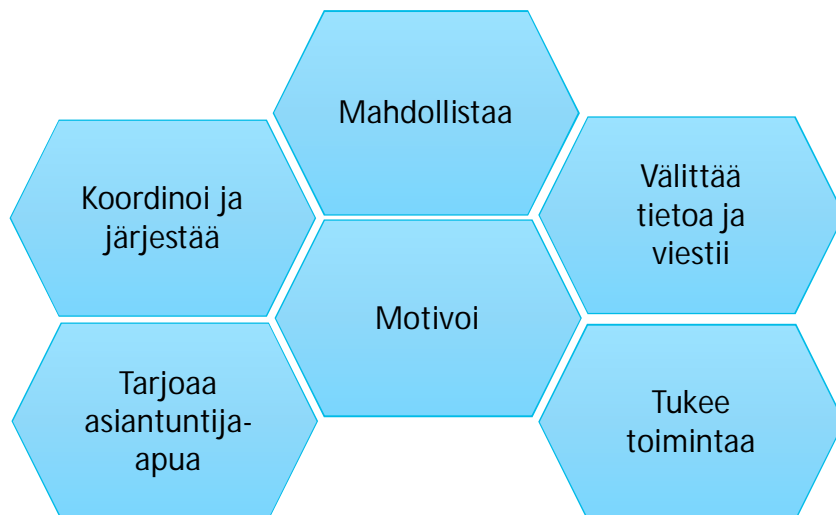 Mahdollistaa
Koordinoi ja
järjestää
Välittää
tietoa ja
viestii
Motivoi
Tarjoaa
asiantuntija-
apua
Tukee
toimintaa